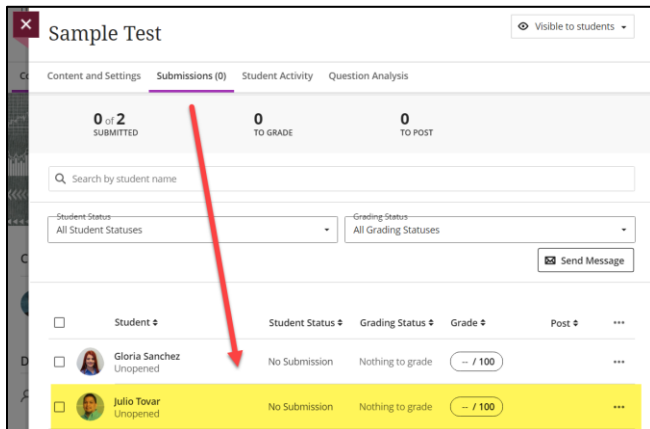 Sample Test
Visible to students
Content and Settings Submissions (0) Student Activity Question Analysis
0 of 2 0 0
SUBMITTED TO GRADE TO POST
Search by student name
Student Status Grading Status
All Student Statuses All Grading Statuses
Send Message
Student Student Status Grading Status Grade Post
Gloria Sanchez No Submission Nothing to grade -- / 100
Unopened
Julio Tovar No Submission Nothing to grade -- / 100
Unopened